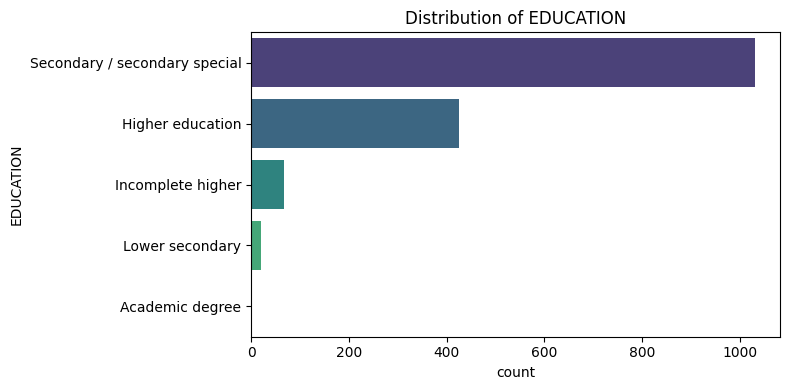 Distribution of EDUCATION
Secondary / secondary special
Higher education
Incomplete higher
Lower secondary
Academic degree
EDUCATION
0 200 400 600 800 1000
count